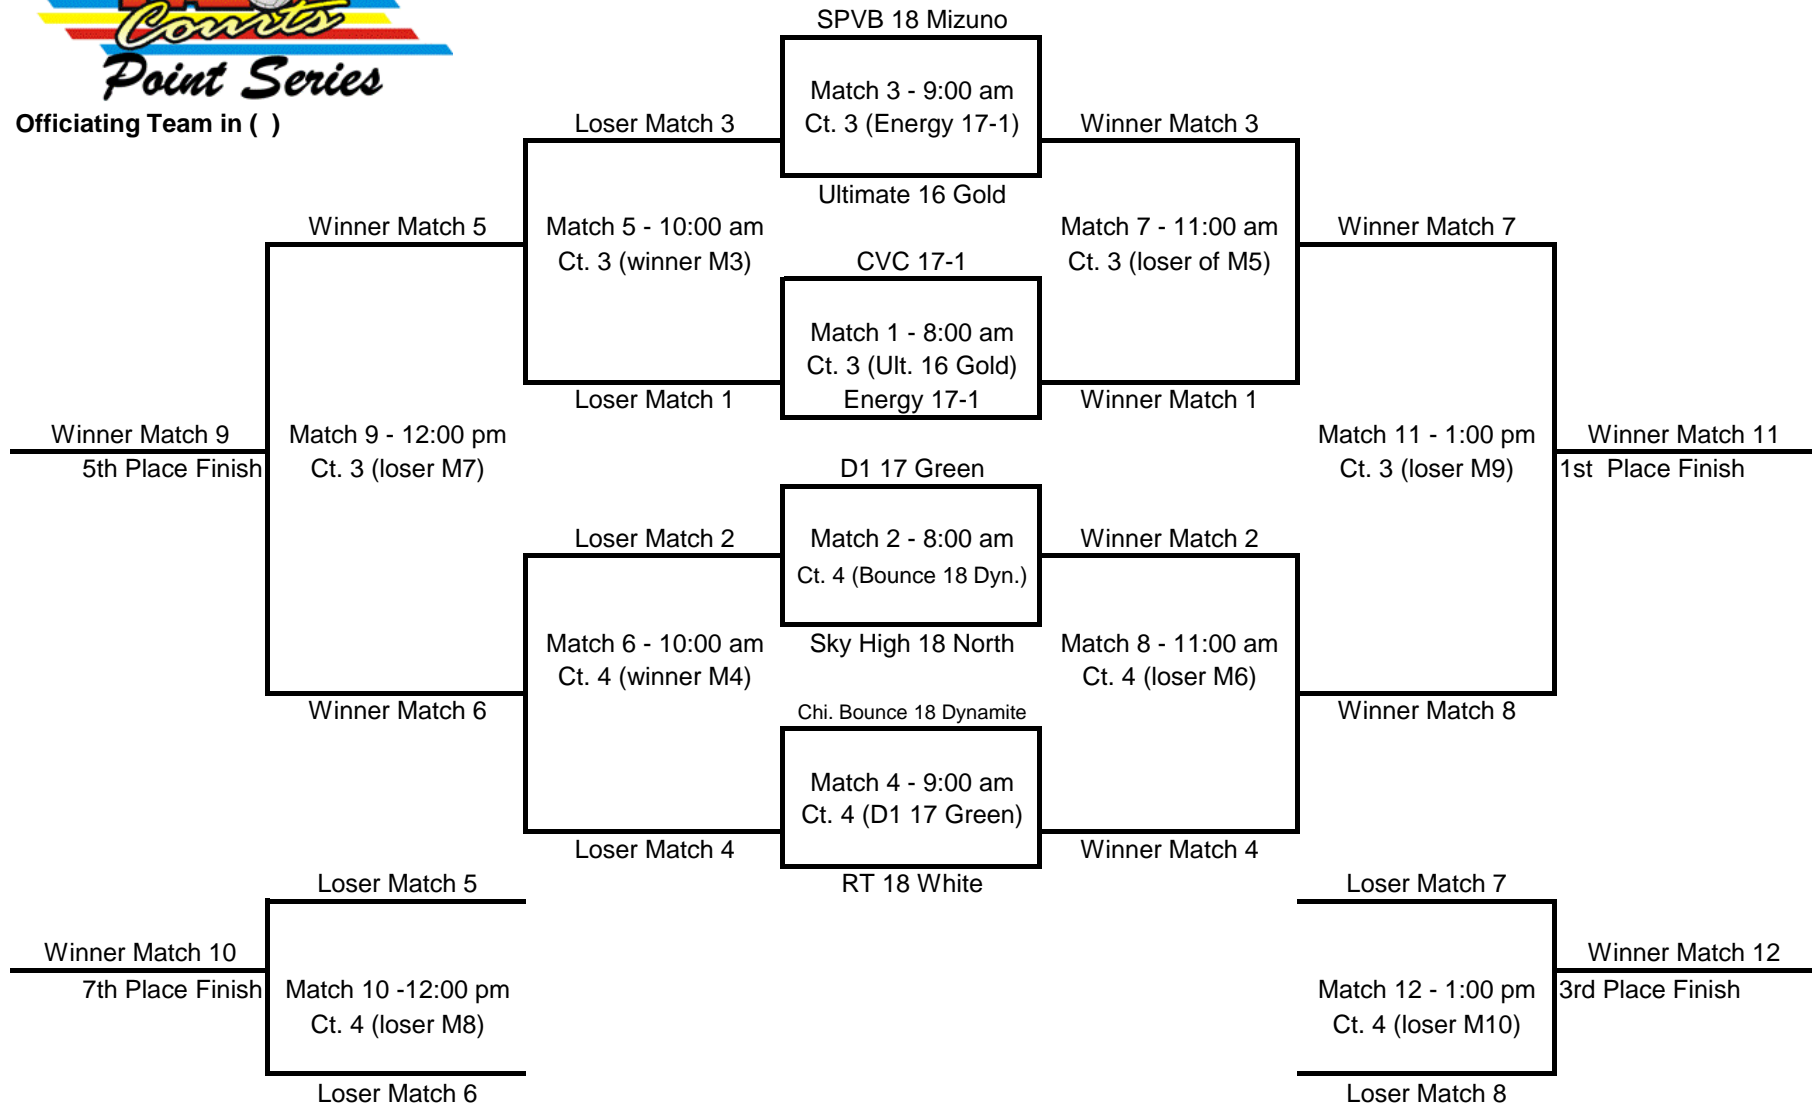 Courts
Point Series
Officiating Team in ( )
SPVB 18 Mizuno
Match 3 - 9:00 am
Ct. 3 (Energy 17-1)
Loser Match 3
Winner Match 3
Ultimate 16 Gold
Winner Match 5
Match 5 - 10:00 am
Ct. 3 (winner M3)
Match 7 - 11:00 am
Ct. 3 (loser of M5)
Winner Match 7
CVC 17-1
Match 1 - 8:00 am
Ct. 3 (Ult. 16 Gold)
Energy 17-1
Loser Match 1
Winner Match 1
Winner Match 9
5th Place Finish
Match 9 - 12:00 pm
Ct. 3 (loser M7)
Match 11 - 1:00 pm
Ct. 3 (loser M9)
Winner Match 11
1st  Place Finish
D1 17 Green
Loser Match 2
Match 2 - 8:00 am
Ct. 4 (Bounce 18 Dyn.)
Winner Match 2
Sky High 18 North
Match 6 - 10:00 am
Ct. 4 (winner M4)
Match 8 - 11:00 am
Ct. 4 (loser M6)
Winner Match 6
Chi. Bounce 18 Dynamite
Winner Match 8
Match 4 - 9:00 am
Ct. 4 (D1 17 Green)
Loser Match 4
Winner Match 4
RT 18 White
Loser Match 5
Loser Match 7
Winner Match 10
7th Place Finish
Match 10 -12:00 pm
Ct. 4 (loser M8)
Winner Match 12
3rd Place Finish
Match 12 - 1:00 pm
Ct. 4 (loser M10)
Loser Match 6
Loser Match 8